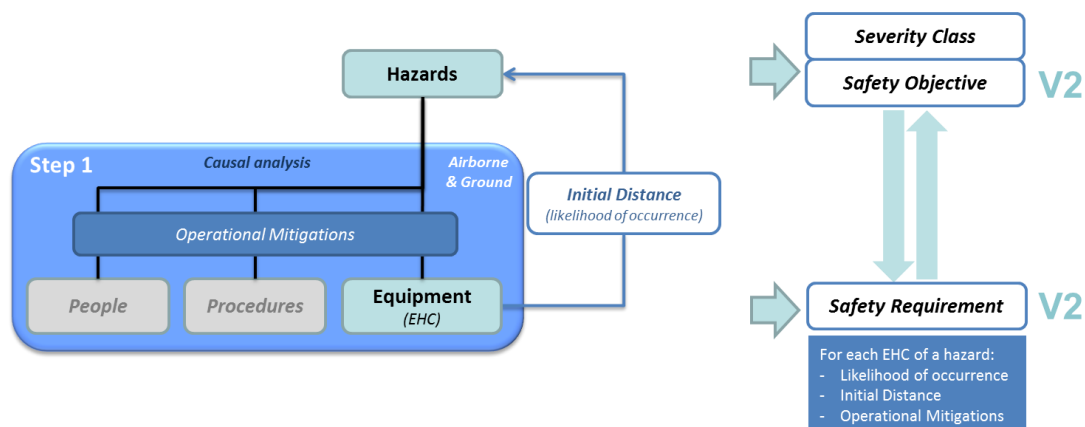 Hazards
Step 1
Causal analysis
Airborne
& Ground
Operational Mitigations
People
Procedures
Equipment
(EHC)
Initial Distance
(likelihood of occurrence)
Severity Class
Safety Objective
V2
Safety Requirement
V2
For each EHC of a hazard:
- Likelihood of occurrence
- Initial Distance
- Operational Mitigations